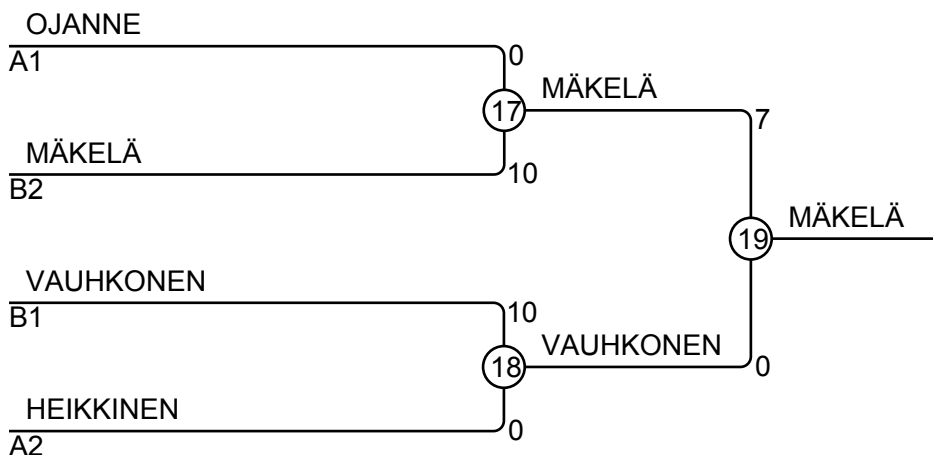 OJANNE
A1
0
17
MÄKELÄ
7
MÄKELÄ
B2
10
19
MÄKELÄ
VAUHKONEN
B1
10
18
VAUHKONEN
0
HEIKKINEN
A2
0